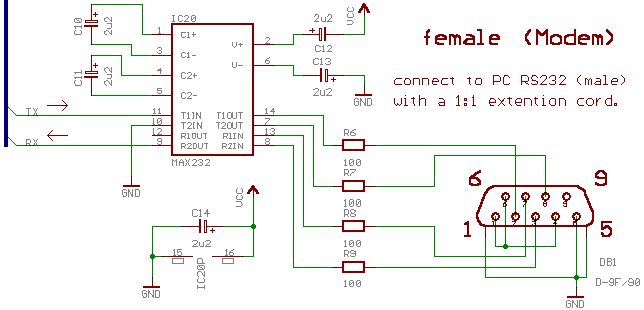 IC20
C10
2u2
C11
2u2
1
C1+
3
C1-
4
C2+
5
C2-
V+
2
V-
6
2u2
C12
VCC
C13
2u2
GND
female (Modem)
connect to PC RS232 (male)
with a 1:1 extention cord.
TX
RX
11
T1IN
10
T2IN
12
R1OUT
9
R2OUT
T1OUT
14
T2OUT
7
R1IN
13
R2IN
8
MAX232
GND
R6
100
R7
100
R8
100
R9
100
VCC
C14
2u2
15
16
IC20P
GND
6
9
1
5
DB1
D-9F/90
GND